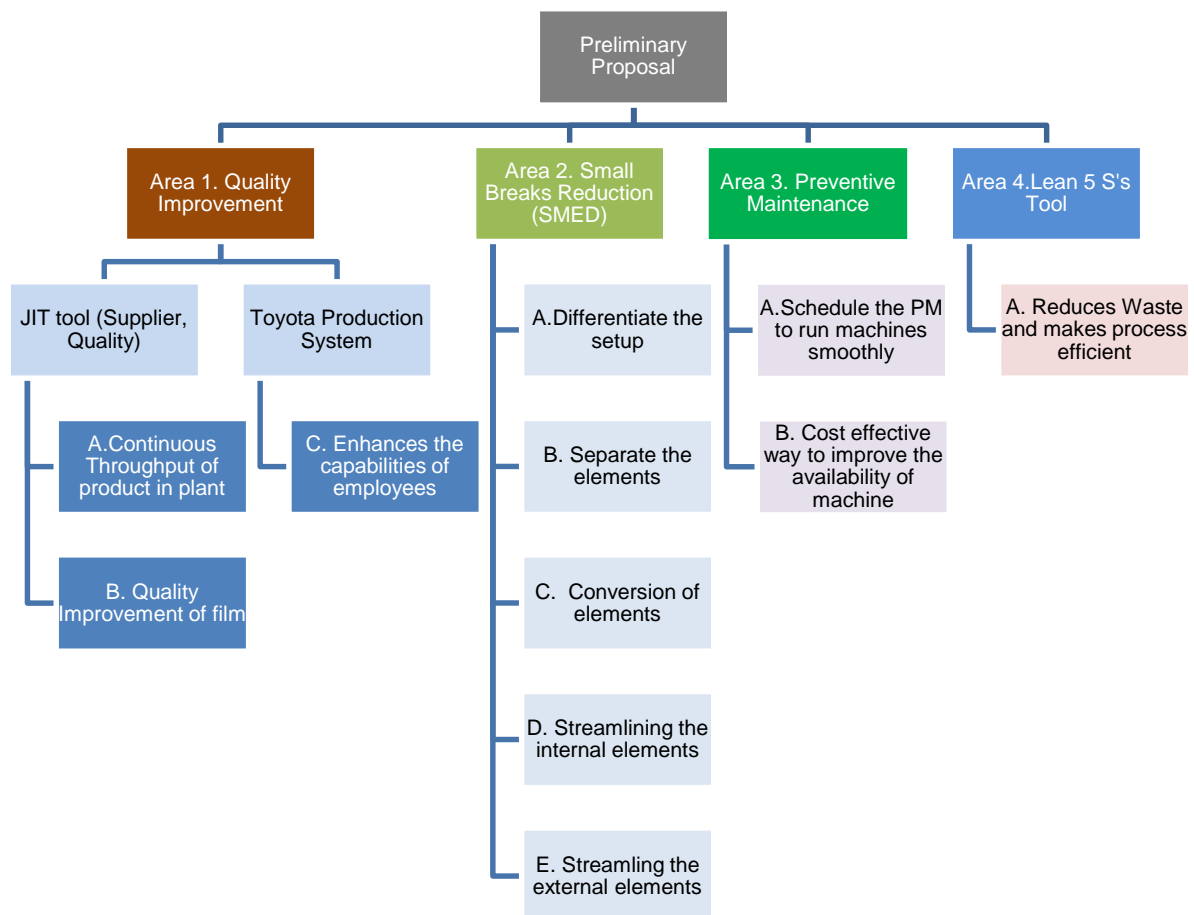 Preliminary
Proposal
Area 1. Quality
Improvement
Area 2. Small
Breaks Reduction
(SMED)
Area 3. Preventive
Maintenance
Area 4.Lean 5 S's
Tool
JIT tool (Supplier,
Quality)
Toyota Production
System
A.Continuous
Throughput of
product in plant
B. Quality
Improvement of film
C. Enhances the
capabilities of
employees
A.Differentiate the
setup
B. Separate the
elements
C. Conversion of
elements
D. Streamlining the
internal elements
E. Streamling the
external elements
A.Schedule the PM
to run machines
smoothly
B. Cost effective
way to improve the
availability of
machine
A. Reduces Waste
and makes process
efficient